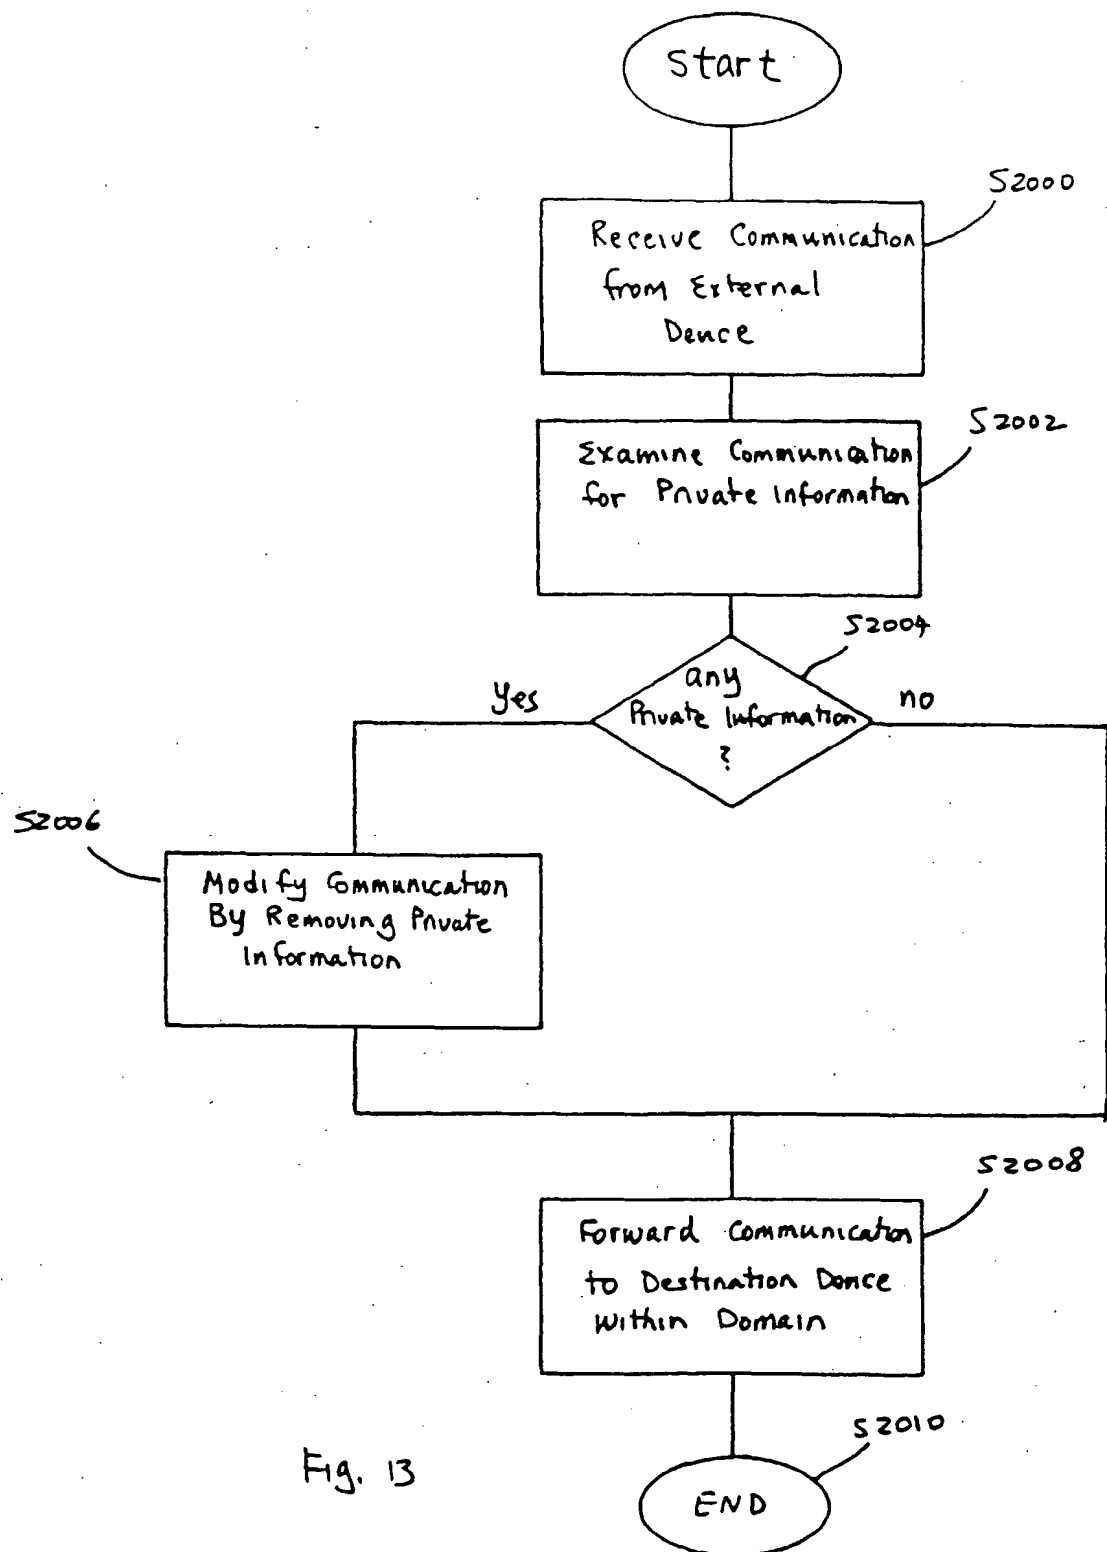 Start
S2000
Receive Communication
from External
Device
S2002
Examine Communication
for Private Information
S2004
any
Private Information
?
Yes
no
S2006
Modify Communication
By Removing Private
Information
S2008
Forward Communication
to Destination Device
Within Domain
S2010
END
Fig. 13